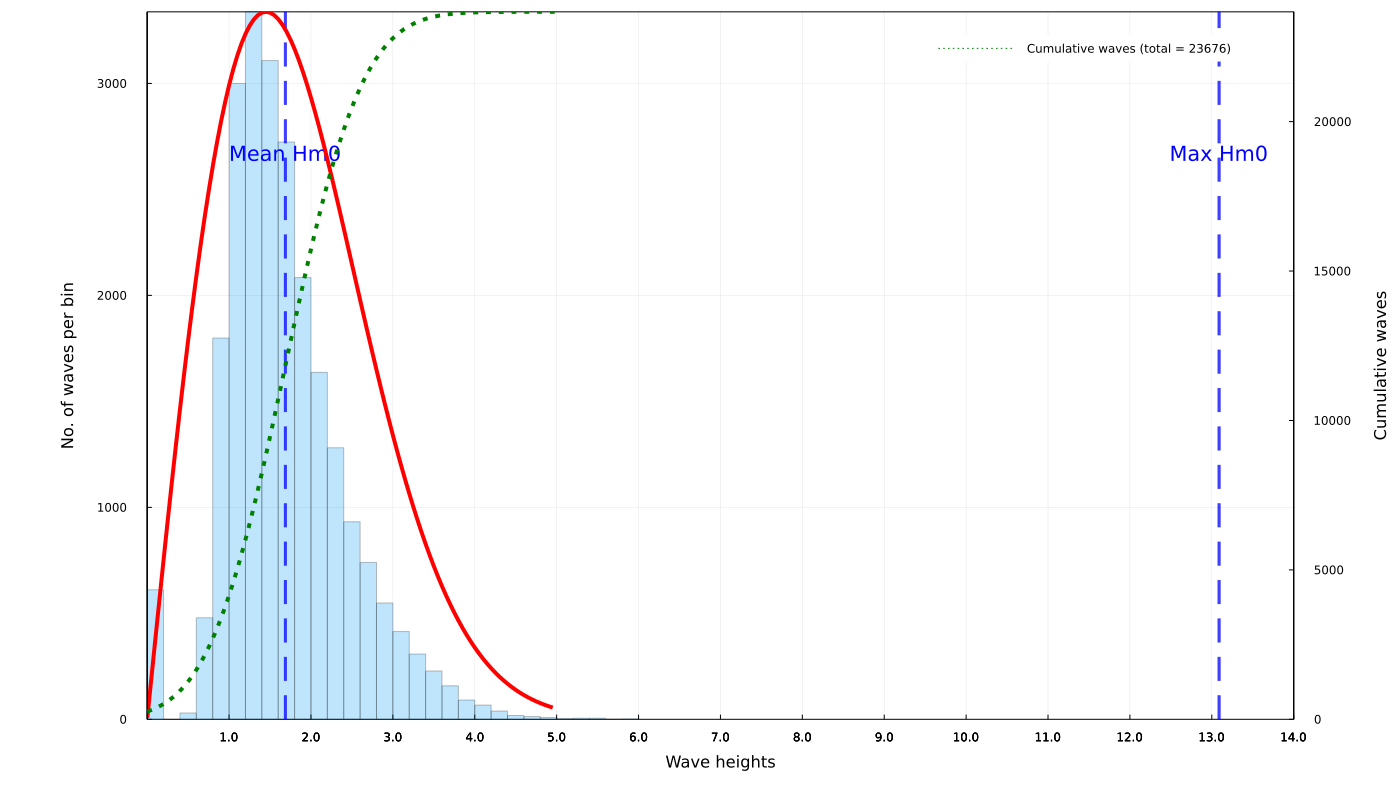 Cumulative waves (total = 23676)
Mean Hm0
Max Hm0
No. of waves per bin
3000
2000
1000
0
Cumulative waves
20000
15000
10000
5000
0
1.0 2.0 3.0 4.0 5.0 6.0 7.0 8.0 9.0 10.0 11.0 12.0 13.0 14.0
Wave heights